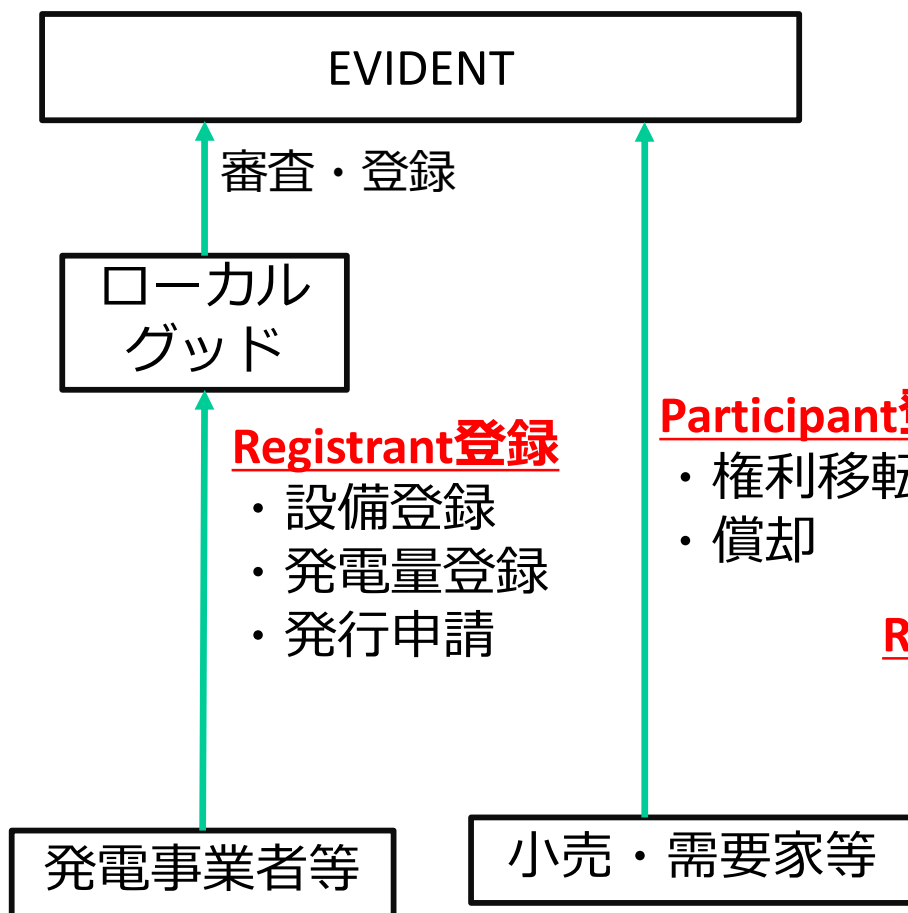 EVIDENT
審査・登録
ローカル
グッド
Registrant登録
・設備登録
・発電量登録
・発行申請
Participant
・権利移転
・償却
R
発電事業者等
小売・需要家等